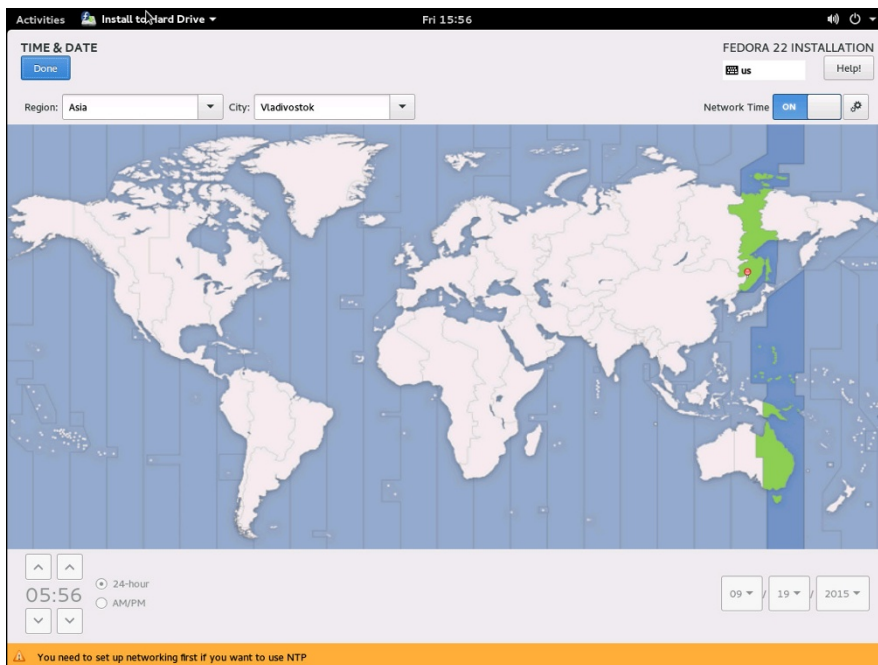 Activities Install to Hard Drive Fri 15:56
TIME & DATE FEDORA 22 INSTALLATION
Done us Help!
Region: Asia City: Vladivostok Network Time ON
05:56 24-hour 09 / 19 / 2015
AM/PM
You need to set up networking first if you want to use NTP